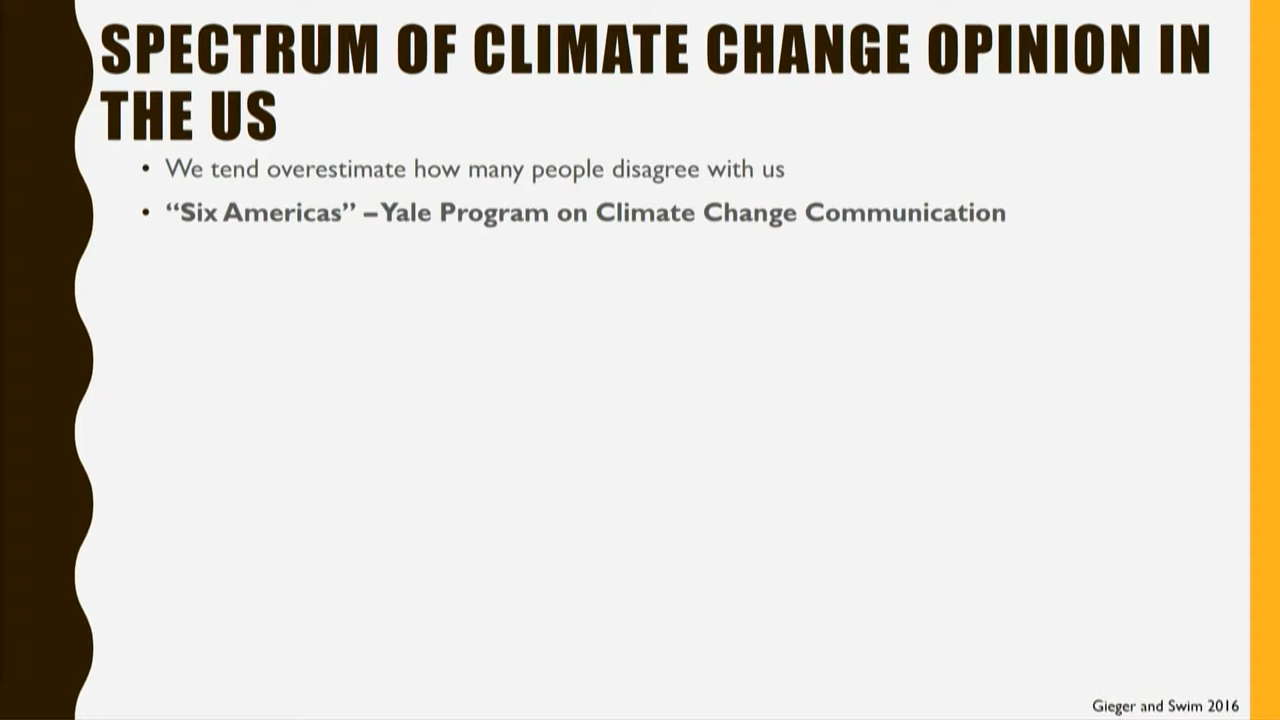 SPECTRUM OF CLIMATE CHANGE OPINION IN
THE US
• We tend overestimate how many people disagree with us
• “Six Americas” – Yale Program on Climate Change Communication
Gieger and Swim 2016